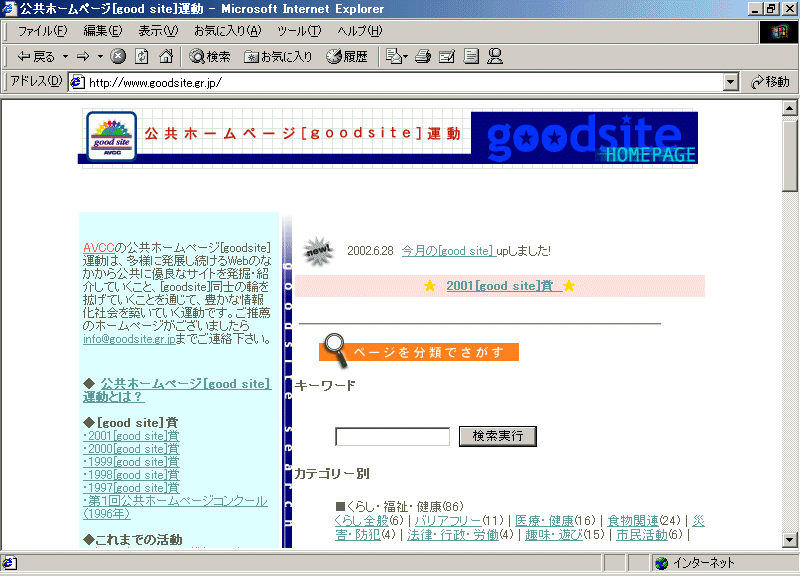 公共ホームページ[good site]運動 - Microsoft Internet Explorer
ファイル(F) 編集(E) 表示(V) お気に入り(A) ツール(T) ヘルプ(H)
戻る 検索 お気に入り 履歴
アドレス(D) http://www.goodsite.gr.jp/ 移動
good site
AVCC
公共ホームページ[goodsite]運動
goodsite
HOMEPAGE
AVCCの公共ホームページ[goodsite]
運動は、多様に発展し続けるWebのな
かから公共に優良なサイトを発掘・紹
介していくこと、[goodsite]同士の輪を
拡げていくことを通じて、豊かな情報
化社会を築いていく運動です。ご推薦
のホームページがございましたら
info@goodsite.gr.jpまでご連絡下さい。
◆ 公共ホームページ[good site]
運動とは？
◆[good site]賞
・2001[good site]賞
・2000[good site]賞
・1999[good site]賞
・1998[good site]賞
・1997[good site]賞
・第1回公共ホームページコンクール
(1996年)
◆これまでの活動
goodsite search
new!
2002.6.28 今月の[good site] upしました!
★ 2001[good site]賞 ★
ページを分類でさがす
キーワード
検索実行
カテゴリー別
■くらし・福祉・健康(86)
くらし全般(6) | バリアフリー(11) | 医療・健康(16) | 食物関連(24) | 災
害・防犯(4) | 法律・行政・労働(4) | 趣味・遊び(15) | 市民活動(6) |
インターネット